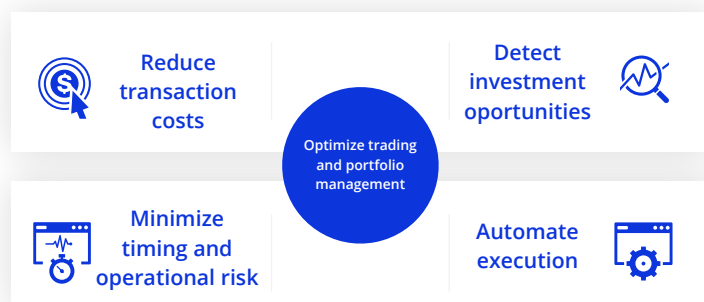 Reduce
transaction
costs
Detect
investment
oportunities
Optimize trading
and portfolio
management
Minimize
timing and
operational risk
Automate
execution